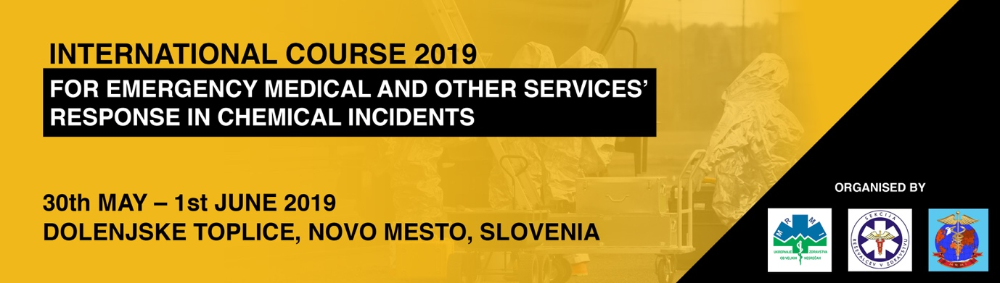 INTERNATIONAL COURSE 2019
FOR EMERGENCY MEDICAL AND OTHER SERVICES’
RESPONSE IN CHEMICAL INCIDENTS
30th MAY – 1st JUNE 2019
DOLENJSKE TOPLICE, NOVO MESTO, SLOVENIA
ORGANISED BY
MRMI
UKREPANJE ZDRAVSTVA
OB VELIKIH NESREČAH
SEKCIJA
REŠEVALCEV V ZDRAVSTVU